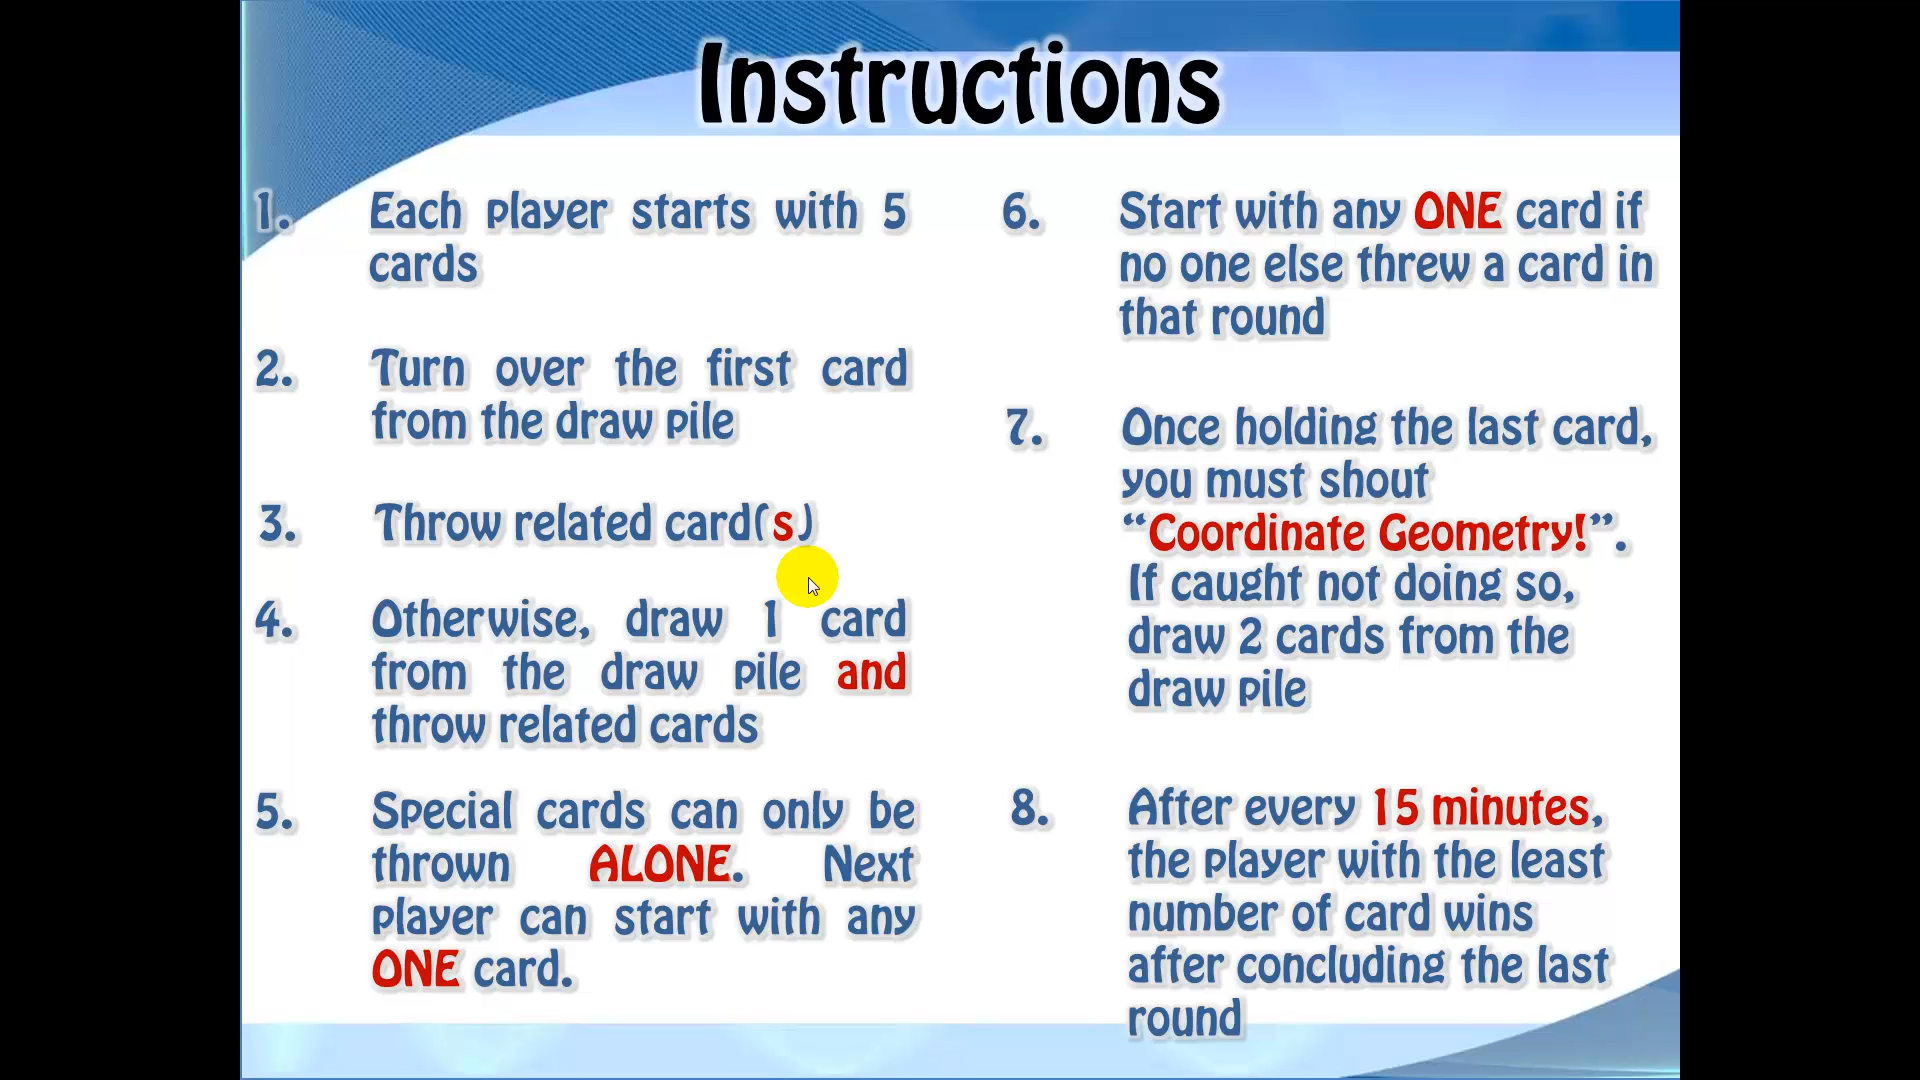 Instructions
1. Each player starts with 5
cards
2. Turn over the first card
from the draw pile
3. Throw related card(s)
4. Otherwise, draw 1 card
from the draw pile and
throw related cards
5. Special cards can only be
thrown ALONE. Next
player can start with any
ONE card.
6. Start with any ONE card if
no one else threw a card in
that round
7. Once holding the last card,
you must shout
“Coordinate Geometry!”.
If caught not doing so,
draw 2 cards from the
draw pile
8. After every 15 minutes,
the player with the least
number of card wins
after concluding the last
round